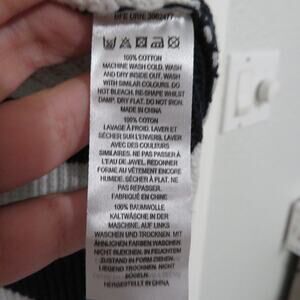 MFE URN: 3062477
100% COTTON
MACHINE WASH COLD. WASH
AND DRY INSIDE OUT. WASH
WITH SIMILAR COLOURS. DO
NOT BLEACH. RE-SHAPE WHILST
DAMP. DRY FLAT. DO NOT IRON.
MADE IN CHINA
100% COTON
LAVAGE À FROID. LAVER ET
SÉCHER SUR L'ENVERS. LAVER
AVEC DES COULEURS
SIMILAIRES. NE PAS PASSER À
L'EAU DE JAVEL. REDONNER
FORME AU VÊTEMENT ENCORE
HUMIDE. SÉCHER À PLAT. NE
PAS REPASSER.
FABRIQUÉ EN CHINE
100% BAUMWOLLE
KALTWÄSCHE IN DER
MASCHINE, AUF LINKS
WASCHEN UND TROCKNEN. MIT
ÄHNLICHEN FARBEN WASCHEN
NICHT BLEICHEN, IN FEUCHTEM
ZUSTAND IN FORM ZIEHEN.
LIEGEND TROCKNEN. NICHT
BÜGELN.
HERGESTELLT IN CHINA